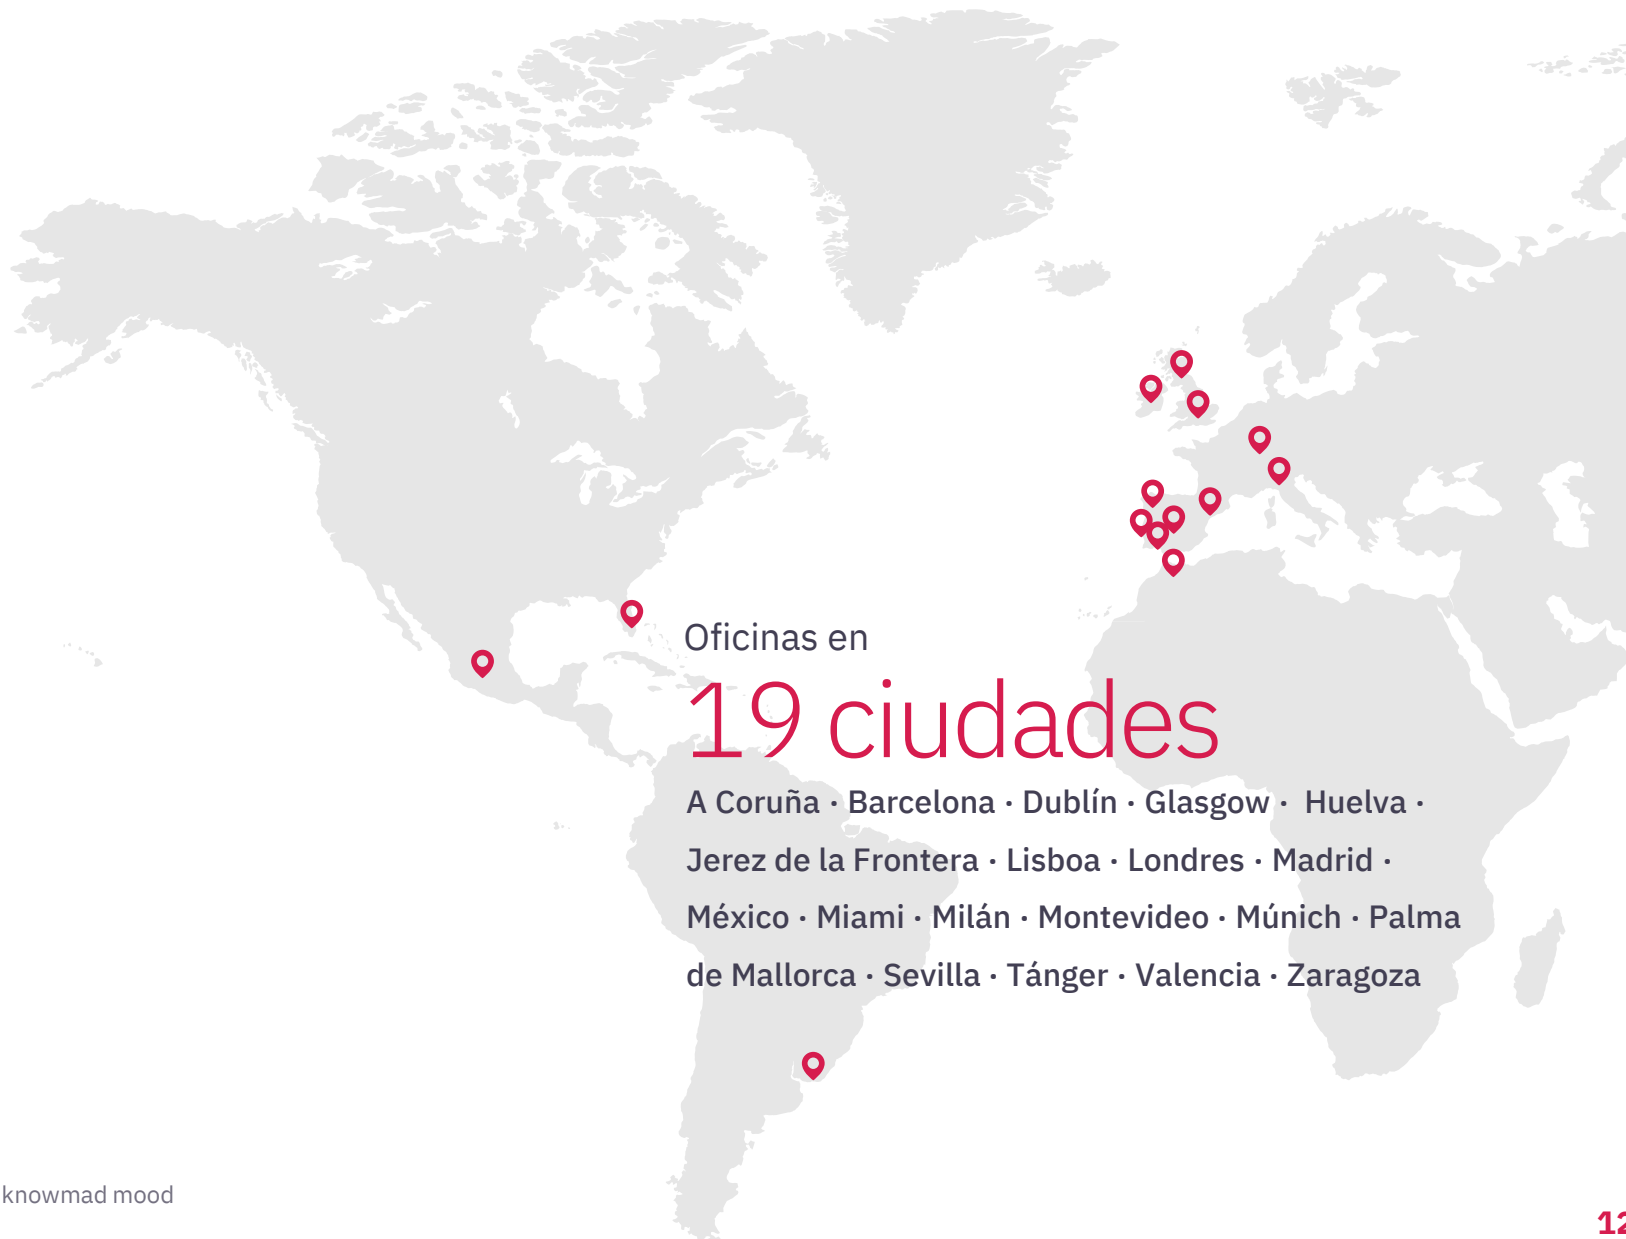 Oficinas en
19 ciudades
A Coruña · Barcelona · Dublín · Glasgow · Huelva ·
Jerez de la Frontera · Lisboa · Londres · Madrid ·
México · Miami · Milán · Montevideo · Múnich · Palma
de Mallorca · Sevilla · Tánger · Valencia · Zaragoza
knowmad mood
12